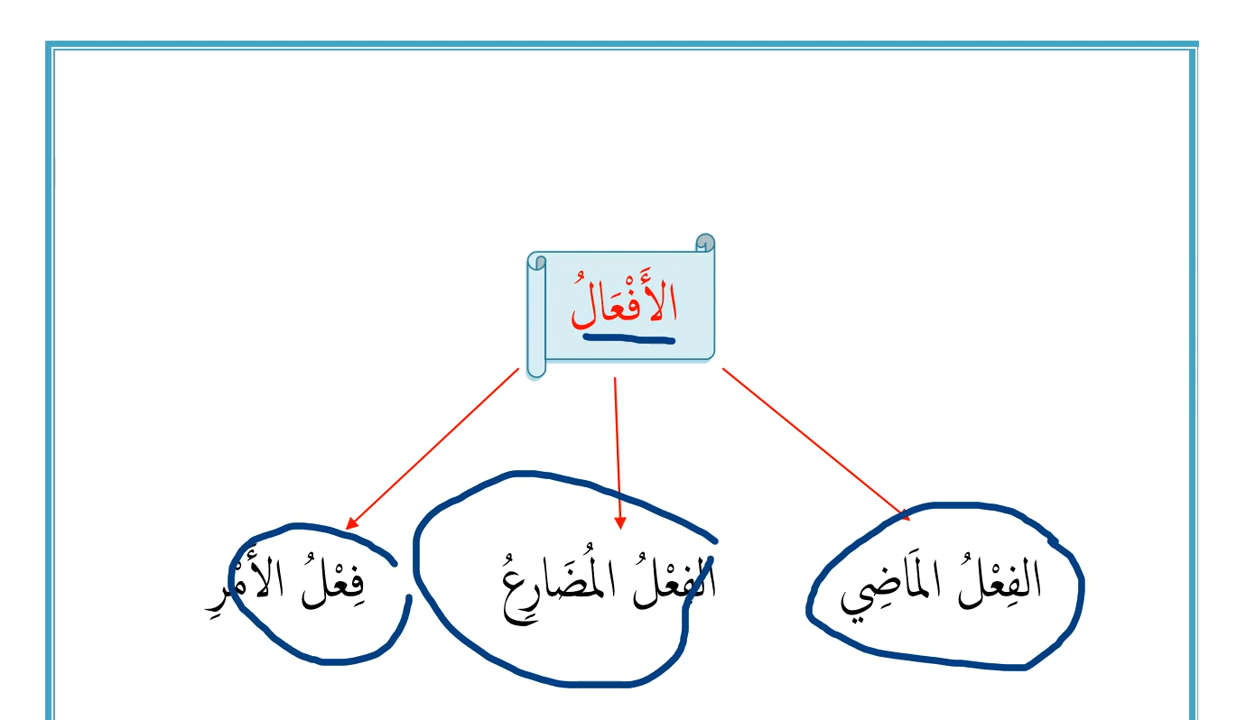 الأَفْعَالُ
الفِعْلُ المَاضِي الفِعْلُ المُضَارِعُ فِعْلُ الأَمْرِ